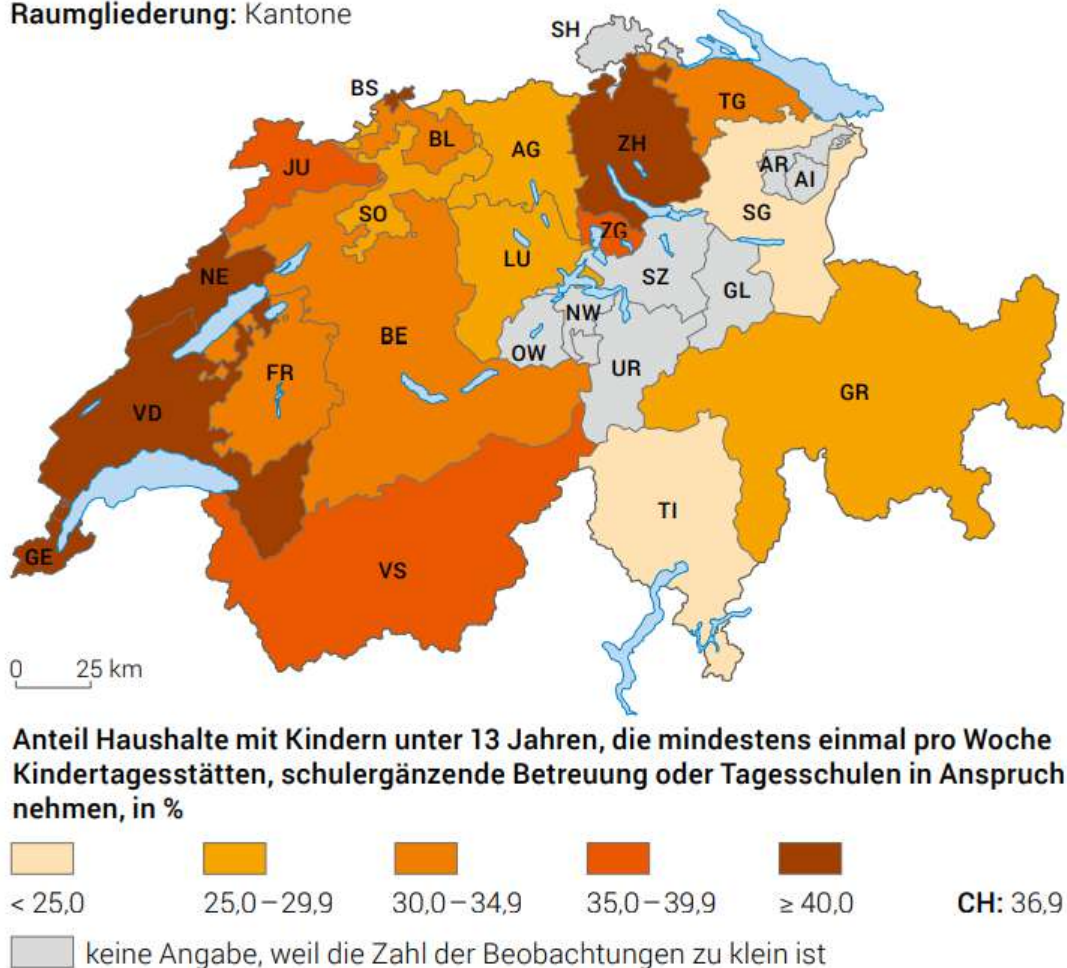 Raumgliederung: Kantone
SH
BS
TG
BL
AG
ZH
JU
AR
AI
SO
SG
ZG
LU
NE
SZ
GL
NW
BE
OW
FR
UR
GR
VD
TI
GE
VS
0 25 km
Anteil Haushalte mit Kindern unter 13 Jahren, die mindestens einmal pro Woche
Kindertagesstätten, schulergänzende Betreuung oder Tagesschulen in Anspruch
nehmen, in %
< 25,0 25,0–29,9 30,0–34,9 35,0–39,9 ≥ 40,0 CH: 36,9
keine Angabe, weil die Zahl der Beobachtungen zu klein ist